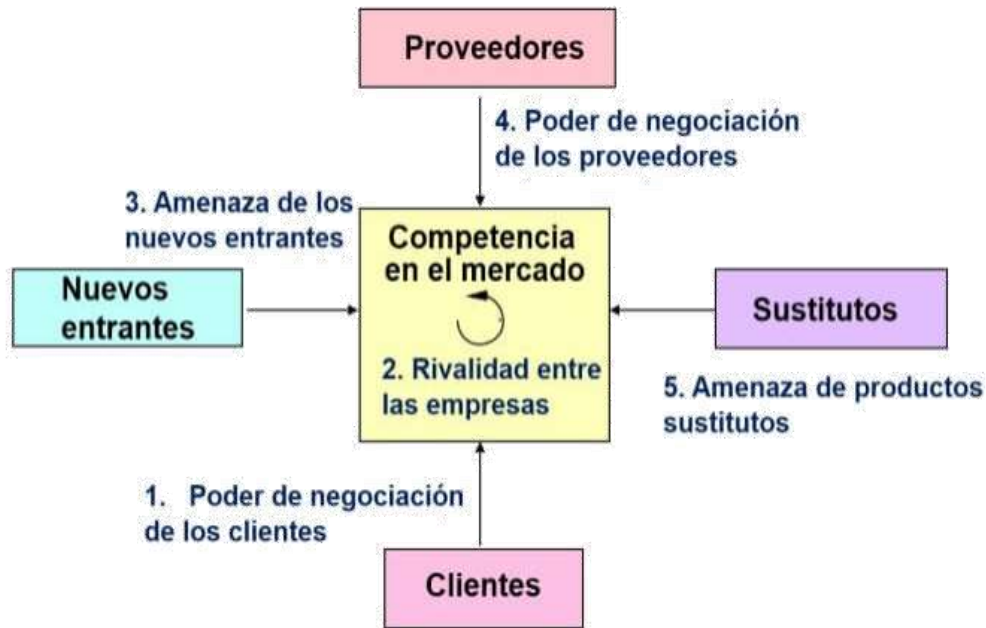 Proveedores
4. Poder de negociación
de los proveedores
3. Amenaza de los
nuevos entrantes
Competencia
en el mercado
Nuevos
entrantes
Sustitutos
2. Rivalidad entre
las empresas
5. Amenaza de productos
sustitutos
1. Poder de negociación
de los clientes
Clientes